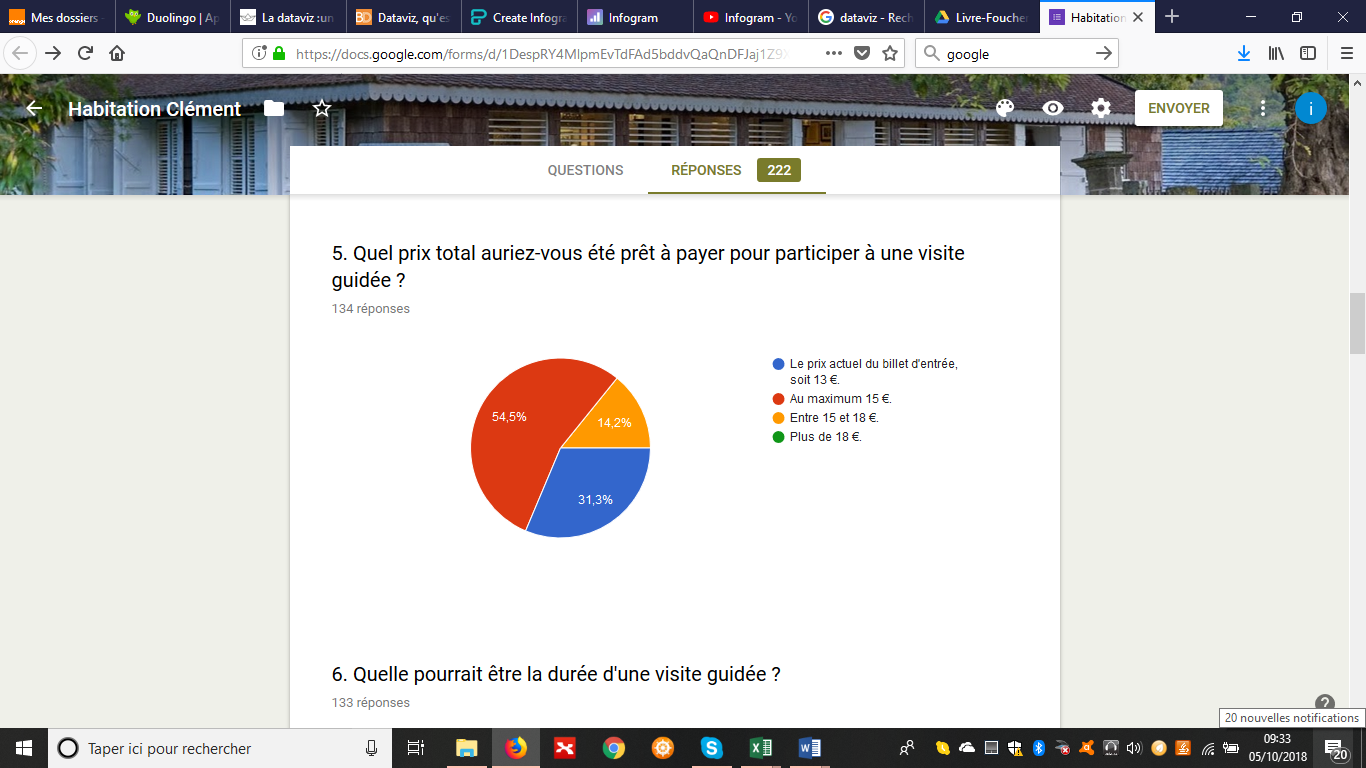 Mes dossiers
Duolingo | Ap
La dataviz : un
Dataviz, qu'es
Create Infogra
Infogram
Infogram - Yo
dataviz - Rech
Livre-Foucher
Habitation
https://docs.google.com/forms/d/1DespRY4MlpmEvTdFAd5bddvQaQnDFJaj1Z9X
google
Habitation Clément
ENVOYER
i
QUESTIONS
RÉPONSES
222
5. Quel prix total auriez-vous été prêt à payer pour participer à une visite
guidée ?
134 réponses
54,5%
14,2%
31,3%
Le prix actuel du billet d'entrée,
soit 13 €.
Au maximum 15 €.
Entre 15 et 18 €.
Plus de 18 €.
6. Quelle pourrait être la durée d'une visite guidée ?
133 réponses
20 nouvelles notifications
Taper ici pour rechercher
09:33
05/10/2018
20